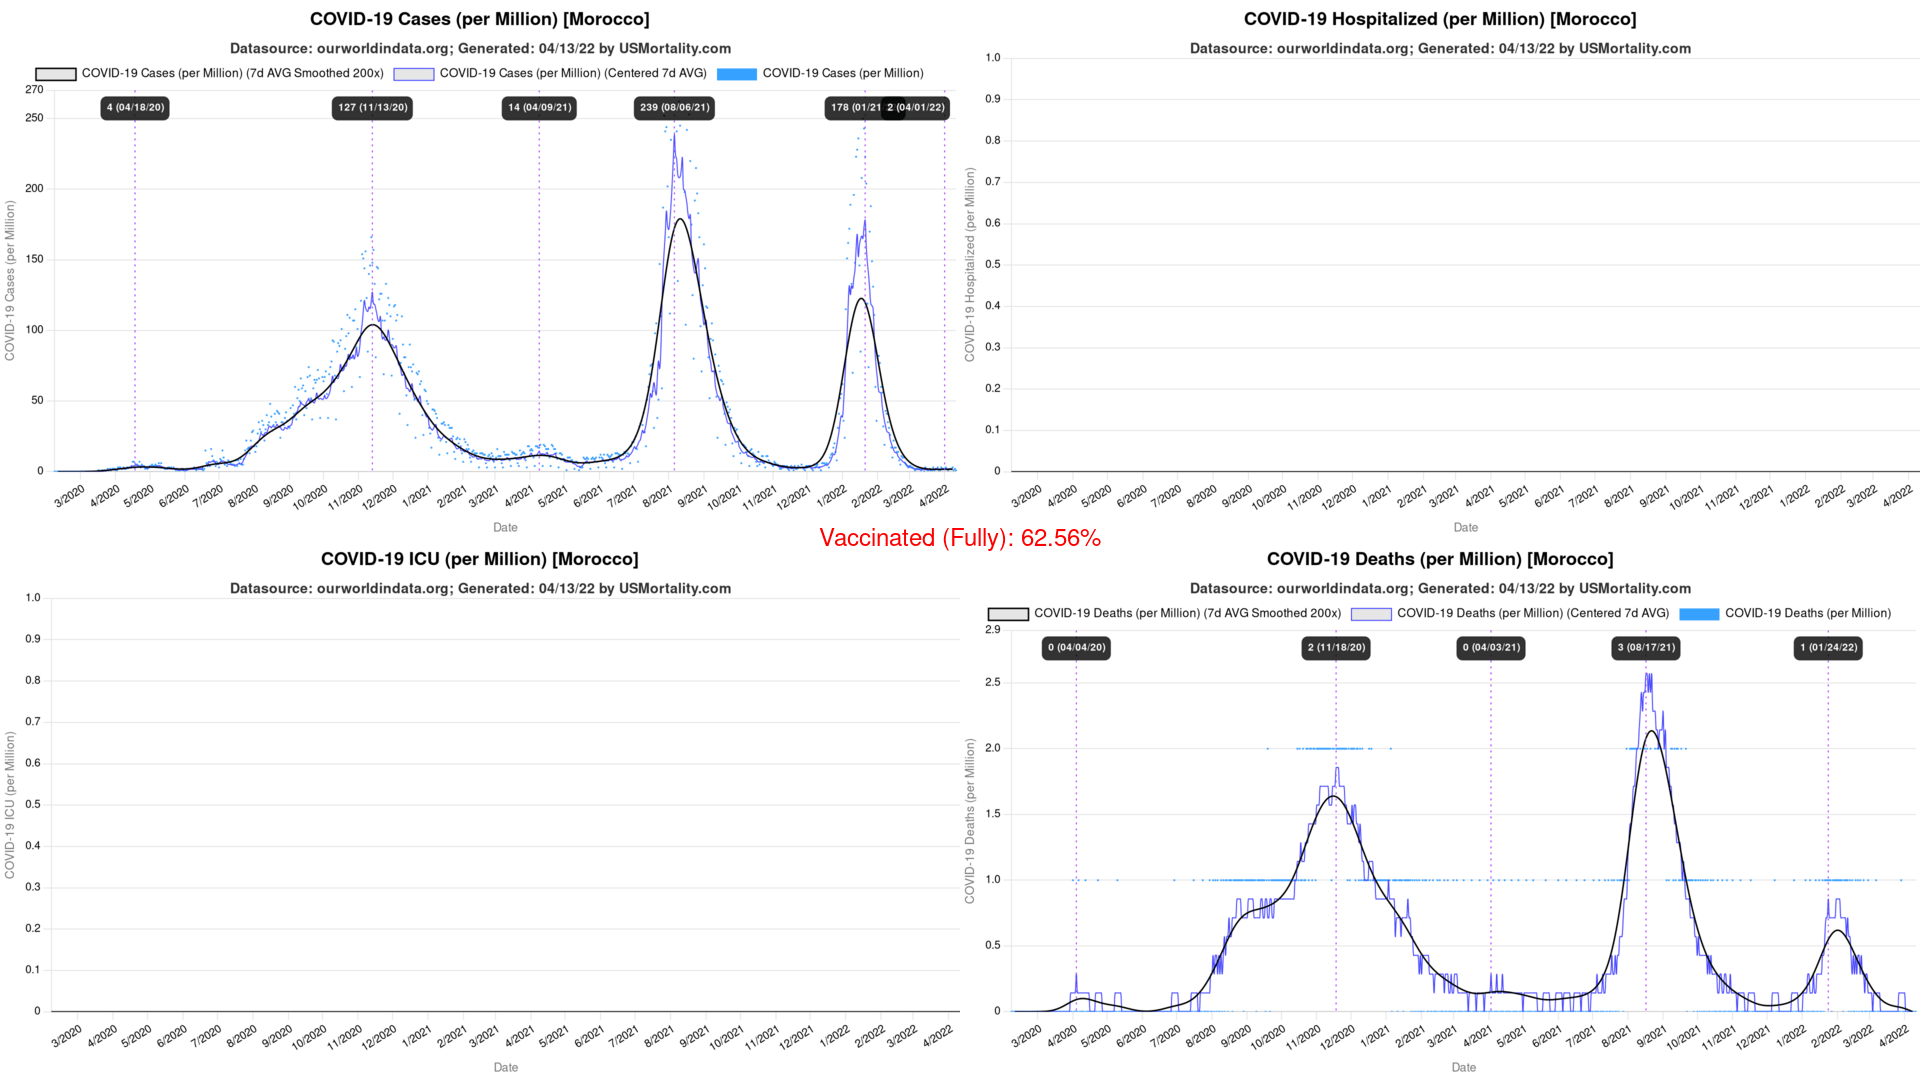 COVID-19 Cases (per Million) [Morocco]
Datasource: ourworldindata.org; Generated: 04/13/22 by USMortality.com
COVID-19 Cases (per Million) (7d AVG Smoothed 200x) COVID-19 Cases (per Million) (Centered 7d AVG) COVID-19 Cases (per Million)
270
4 (04/18/20) 127 (11/13/20) 14 (04/09/21) 239 (08/06/21) 178 (01/21 2 (04/01/22)
250
200
150
100
50
0
COVID-19 Cases (per Million)
3/2020 4/2020 5/2020 6/2020 7/2020 8/2020 9/2020 10/2020 11/2020 12/2020 1/2021 2/2021 3/2021 4/2021 5/2021 6/2021 7/2021 8/2021 9/2021 10/2021 11/2021 12/2021 1/2022 2/2022 3/2022 4/2022
Date
COVID-19 Hospitalized (per Million) [Morocco]
Datasource: ourworldindata.org; Generated: 04/13/22 by USMortality.com
1.0
0.9
0.8
0.7
0.6
0.5
0.4
0.3
0.2
0.1
0
COVID-19 Hospitalized (per Million)
3/2020 4/2020 5/2020 6/2020 7/2020 8/2020 9/2020 10/2020 11/2020 12/2020 1/2021 2/2021 3/2021 4/2021 5/2021 6/2021 7/2021 8/2021 9/2021 10/2021 11/2021 12/2021 1/2022 2/2022 3/2022 4/2022
Date
Vaccinated (Fully): 62.56%
COVID-19 ICU (per Million) [Morocco]
Datasource: ourworldindata.org; Generated: 04/13/22 by USMortality.com
1.0
0.9
0.8
0.7
0.6
0.5
0.4
0.3
0.2
0.1
0
COVID-19 ICU (per Million)
3/2020 4/2020 5/2020 6/2020 7/2020 8/2020 9/2020 10/2020 11/2020 12/2020 1/2021 2/2021 3/2021 4/2021 5/2021 6/2021 7/2021 8/2021 9/2021 10/2021 11/2021 12/2021 1/2022 2/2022 3/2022 4/2022
Date
COVID-19 Deaths (per Million) [Morocco]
Datasource: ourworldindata.org; Generated: 04/13/22 by USMortality.com
COVID-19 Deaths (per Million) (7d AVG Smoothed 200x) COVID-19 Deaths (per Million) (Centered 7d AVG) COVID-19 Deaths (per Million)
2.9
0 (04/04/20) 2 (11/18/20) 0 (04/03/21) 3 (08/17/21) 1 (01/24/22)
2.5
2.0
1.5
1.0
0.5
0
COVID-19 Deaths (per Million)
3/2020 4/2020 5/2020 6/2020 7/2020 8/2020 9/2020 10/2020 11/2020 12/2020 1/2021 2/2021 3/2021 4/2021 5/2021 6/2021 7/2021 8/2021 9/2021 10/2021 11/2021 12/2021 1/2022 2/2022 3/2022 4/2022
Date